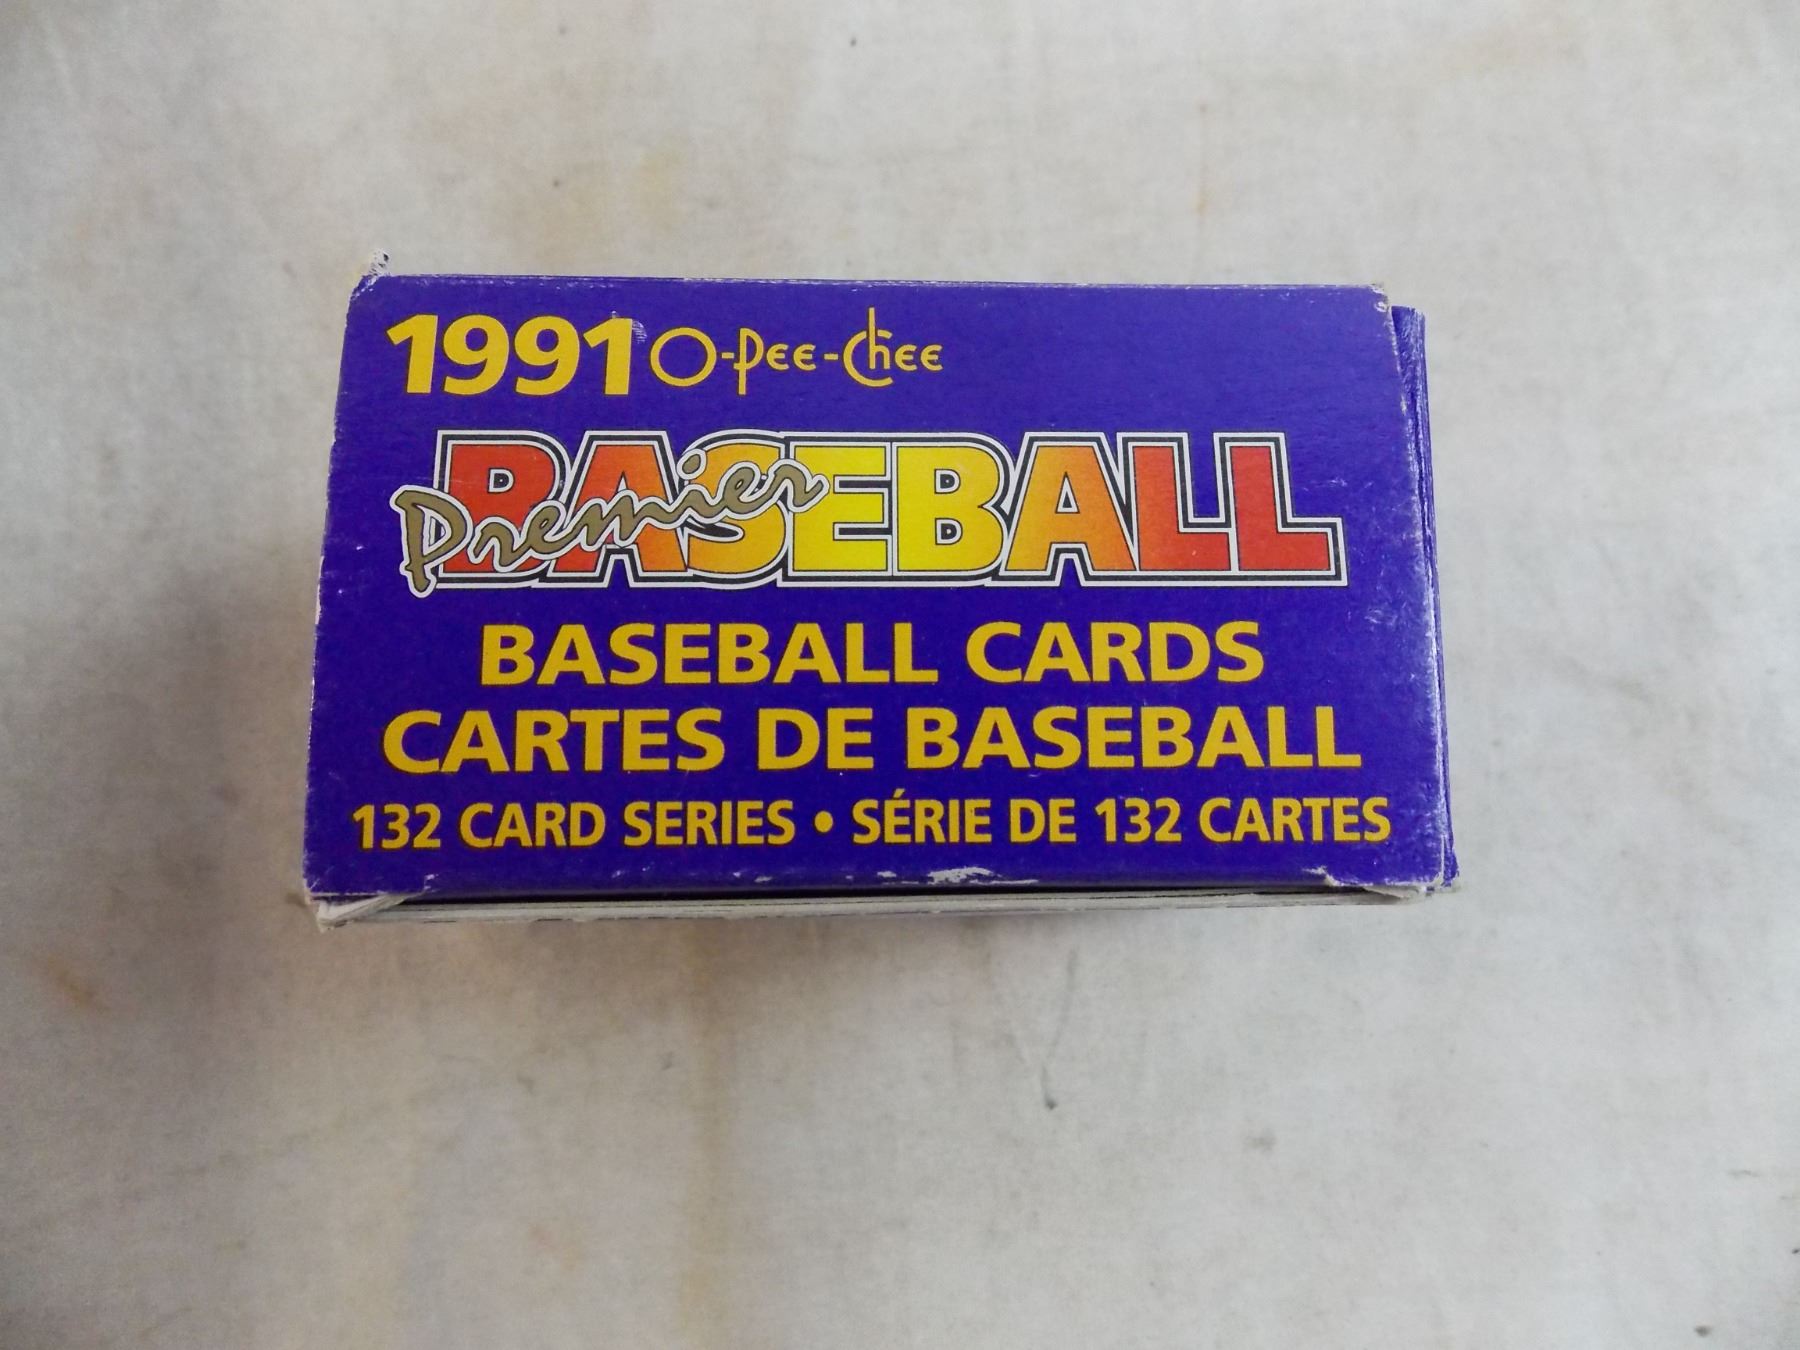 1991 O-Pee-Chee
Premier BASEBALL
BASEBALL CARDS
CARTES DE BASEBALL
132 CARD SERIES • SÉRIE DE 132 CARTES